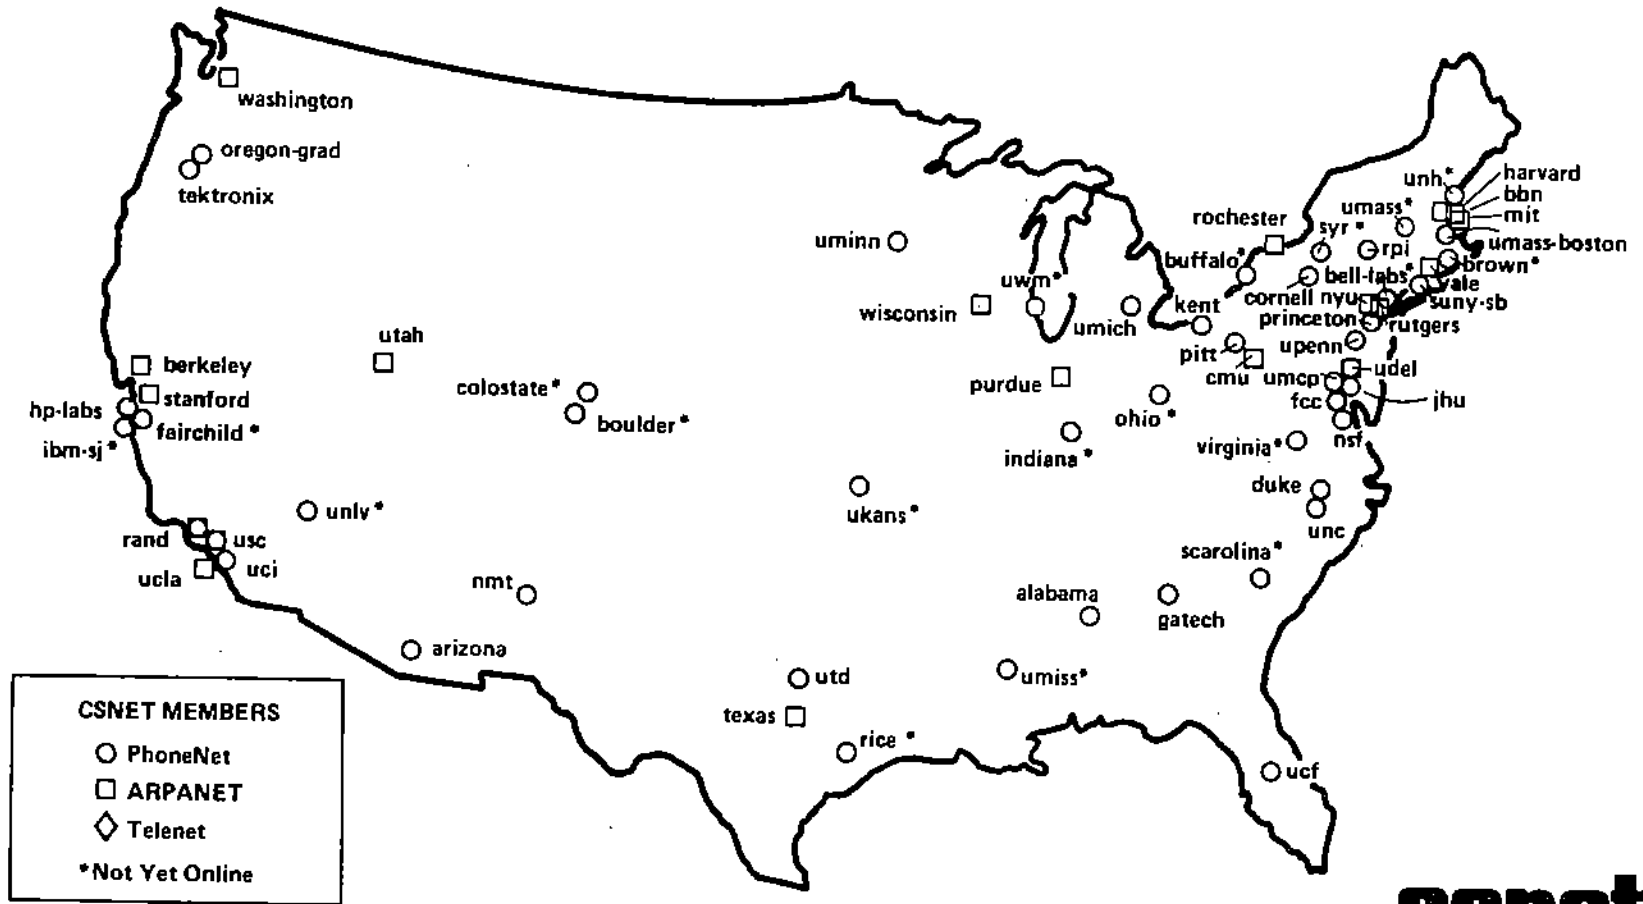 washington
oregon-grad
tektronix
uminn
rochester
unh*
harvard
bbn
mit
umass*
umass-boston
syr *
rpi
buffalo*
bell-labs*
brown*
yale
suny-sb
uwm*
wisconsin
umich
kent
cornell
nyu
princeton
rutgers
upenn
utah
berkeley
stanford
hp-labs
fairchild *
ibm-sj *
colostate *
boulder *
purdue
pitt
cmu
umcp
udel
fcc
jhu
nsf
ohio *
indiana *
virginia *
unlv *
ukans *
duke
unc
rand
usc
ucla
uci
nmt
arizona
scarolina *
alabama
gatech
utd
texas
umiss*
rice *
ucf
CSNET MEMBERS
PhoneNet
ARPANET
Telenet
*Not Yet Online